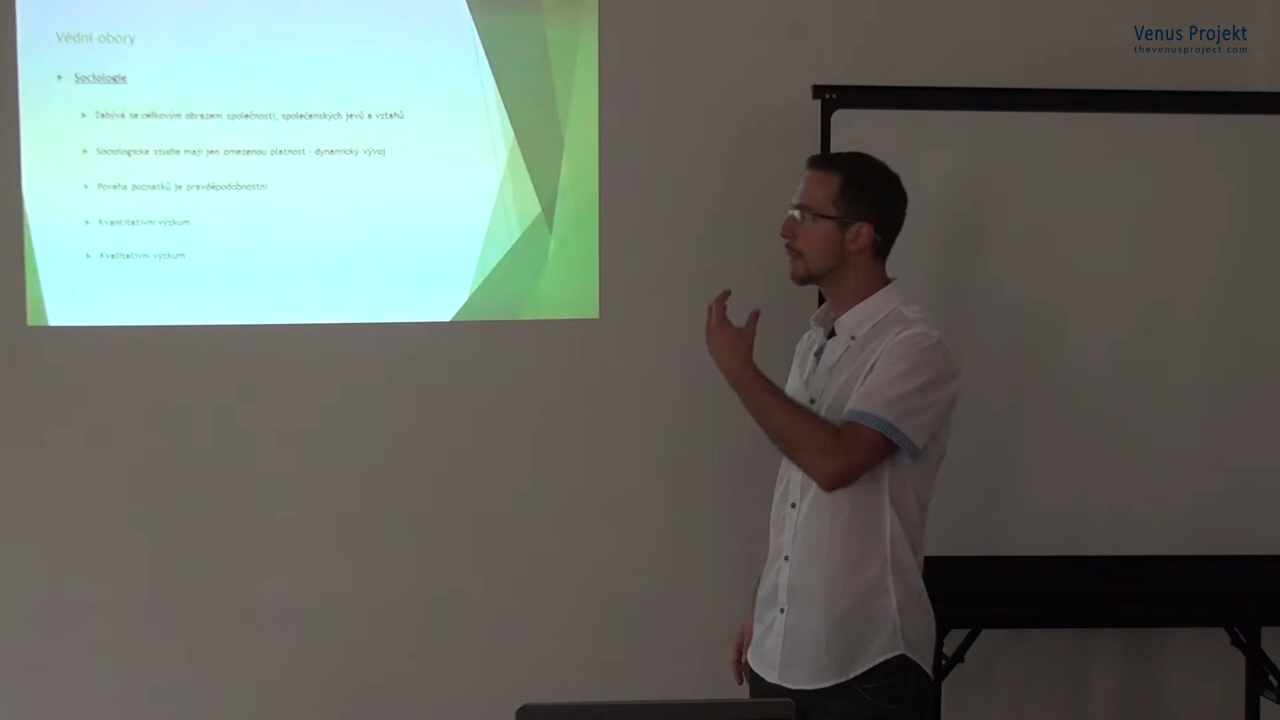 Vědní obory
Sociologie
Zabývá se celkovým obrazem společnosti, společenských jevů a vztahů
Sociologické studie mají jen omezenou platnost - dynamický vývoj
Povaha poznatků je pravděpodobnostní
Kvantitativní výzkum
Kvalitativní výzkum
Venus Projekt
thevenusproject.com